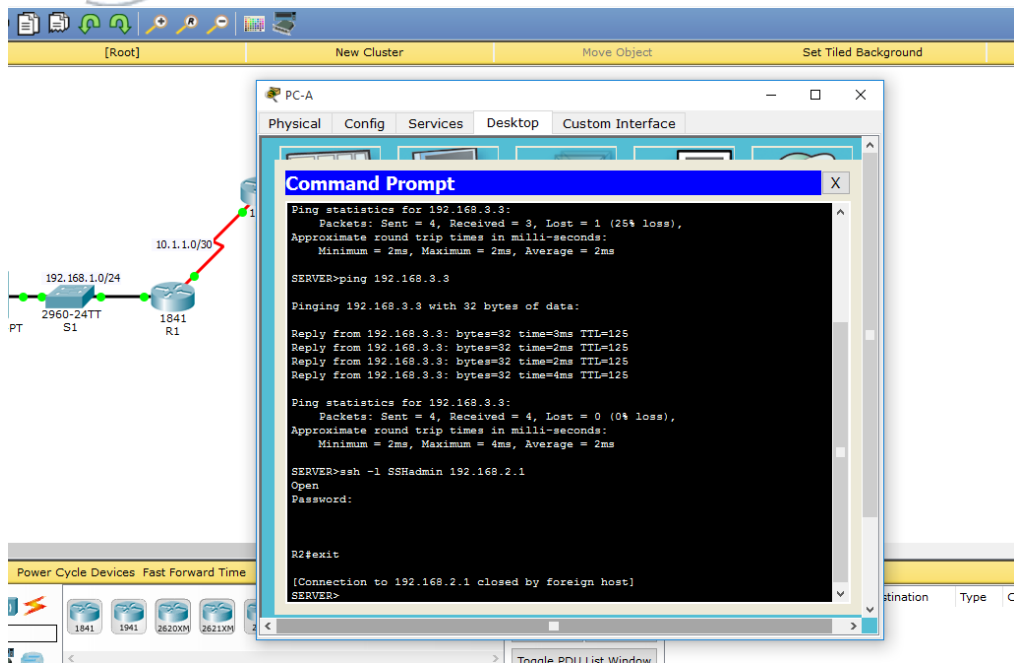 [Root] New Cluster Move Object Set Tiled Background
PC-A
Physical Config Services Desktop Custom Interface
Command Prompt X
Ping statistics for 192.168.3.3:
Packets: Sent = 4, Received = 3, Lost = 1 (25% loss),
Approximate round trip times in milli-seconds:
Minimum = 2ms, Maximum = 2ms, Average = 2ms
SERVER>ping 192.168.3.3
Pinging 192.168.3.3 with 32 bytes of data:
Reply from 192.168.3.3: bytes=32 time=3ms TTL=125
Reply from 192.168.3.3: bytes=32 time=2ms TTL=125
Reply from 192.168.3.3: bytes=32 time=2ms TTL=125
Reply from 192.168.3.3: bytes=32 time=4ms TTL=125
Ping statistics for 192.168.3.3:
Packets: Sent = 4, Received = 4, Lost = 0 (0% loss),
Approximate round trip times in milli-seconds:
Minimum = 2ms, Maximum = 4ms, Average = 2ms
SERVER>ssh -l SSHadmin 192.168.2.1
Open
Password:
R2#exit
[Connection to 192.168.2.1 closed by foreign host]
SERVER>
10.1.1.0/30
192.168.1.0/24
PT
2960-24TT
S1
1841
R1
Power Cycle Devices Fast Forward Time
1841 1941 2620XM 2621XM
stination Type
Toggle PDU List Window